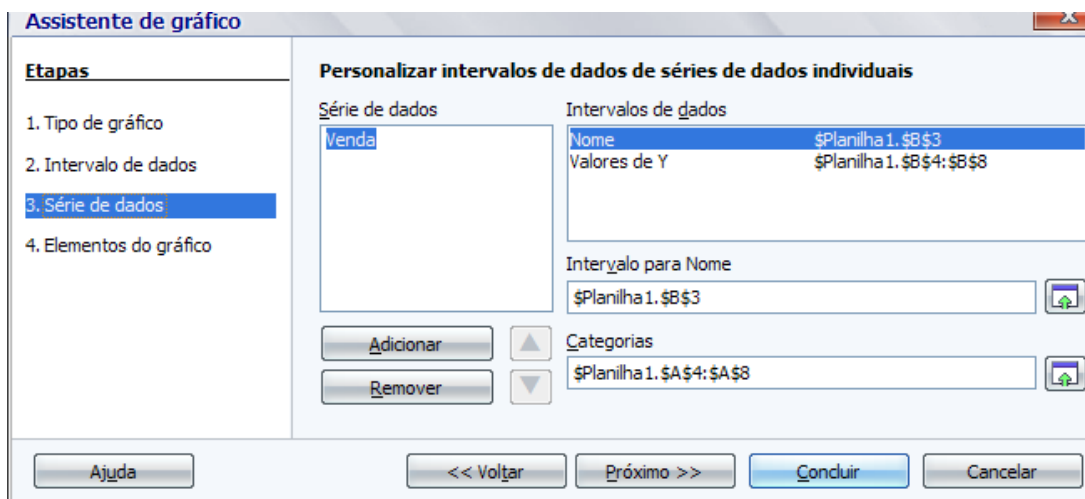 Assistente de gráfico
X
Etapas
1. Tipo de gráfico
2. Intervalo de dados
3. Série de dados
4. Elementos do gráfico
Personalizar intervalos de dados de séries de dados individuais
Série de dados
Venda
Adicionar
Remover
Intervalos de dados
Nome $Planilha1.$B$3
Valores de Y $Planilha1.$B$4:$B$8
Intervalo para Nome
$Planilha1.$B$3
Categorias
$Planilha1.$A$4:$A$8
Ajuda << Voltar Próximo >> Concluir Cancelar